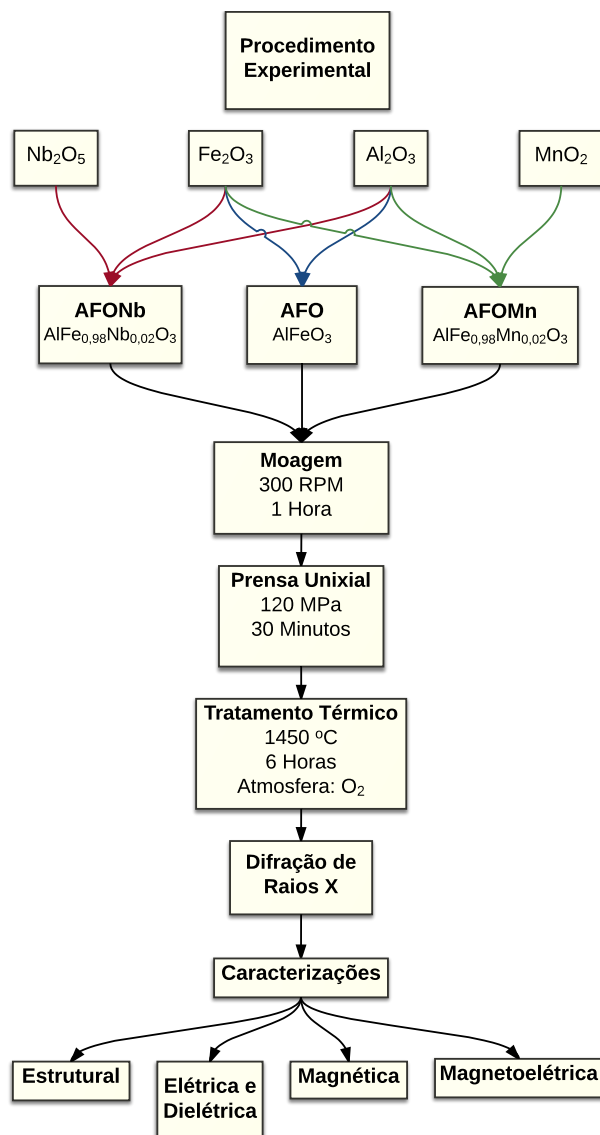 Procedimento
Experimental
Nb₂O₅
Fe₂O₃
Al₂O₃
MnO₂
AFONb
AlFe₀,₉₈Nb₀,₀₂O₃
AFO
AlFeO₃
AFOMn
AlFe₀,₉₈Mn₀,₀₂O₃
Moagem
300 RPM
1 Hora
Prensa Unixial
120 MPa
30 Minutos
Tratamento Térmico
1450 ºC
6 Horas
Atmosfera: O₂
Difração de
Raios X
Caracterizações
Estrutural
Elétrica e
Dielétrica
Magnética
Magnetoelétrica